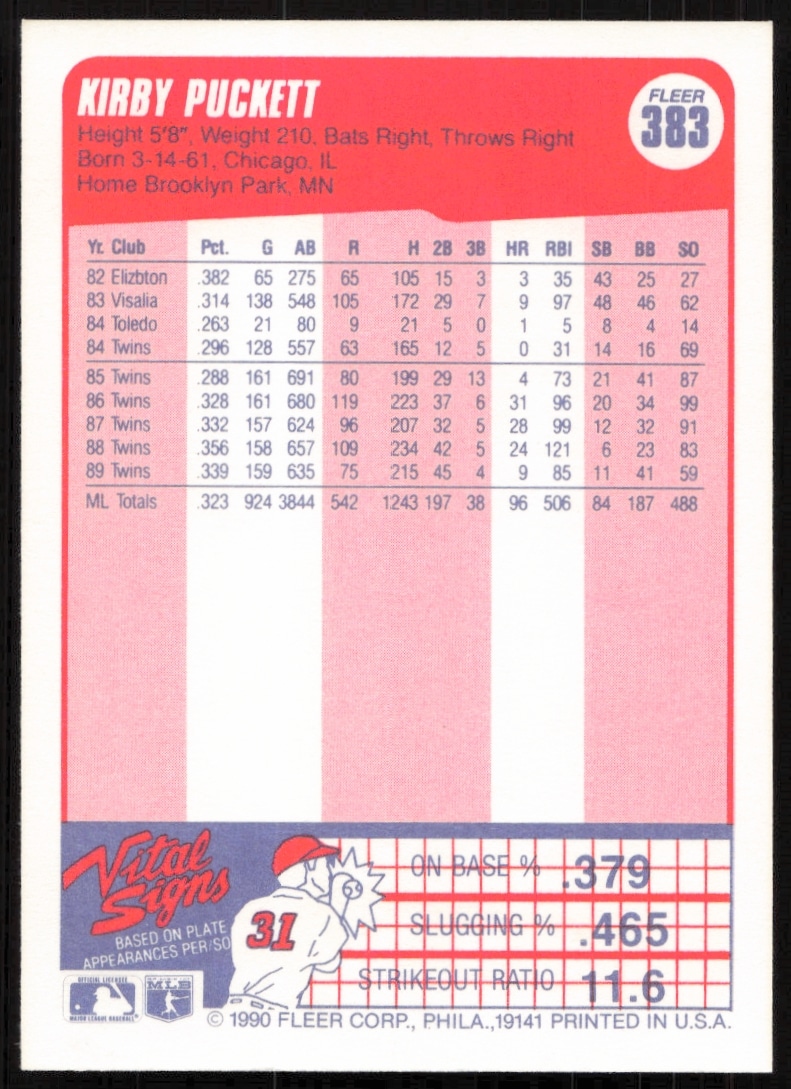 KIRBY PUCKETT
FLEER
383
Height 5'8", Weight 210, Bats Right, Throws Right
Born 3-14-61, Chicago, IL
Home Brooklyn Park, MN
Yr. Club Pct. G AB R H 2B 3B HR RBI SB BB SO
82 Elizbton .382 65 275 65 105 15 3 3 35 43 25 27
83 Visalia .314 138 548 105 172 29 7 9 97 48 46 62
84 Toledo .263 21 80 9 21 5 0 1 5 8 4 14
84 Twins .296 128 557 63 165 12 5 0 31 14 16 69
85 Twins .288 161 691 80 199 29 13 4 73 21 41 87
86 Twins .328 161 680 119 223 37 6 31 96 20 34 99
87 Twins .332 157 624 96 207 32 5 28 99 12 32 91
88 Twins .356 158 657 109 234 42 5 24 121 6 23 83
89 Twins .339 159 635 75 215 45 4 9 85 11 41 59
ML Totals .323 924 3844 542 1243 197 38 96 506 84 187 488
Vital
Signs
BASED ON PLATE
APPEARANCES PER/SO
31
ON BASE % .379
SLUGGING % .465
STRIKEOUT RATIO 11.6
OFFICIAL LICENSEE
MAJOR LEAGUE BASEBALL
MLS
© 1990 FLEER CORP., PHILA.,19141 PRINTED IN U.S.A.